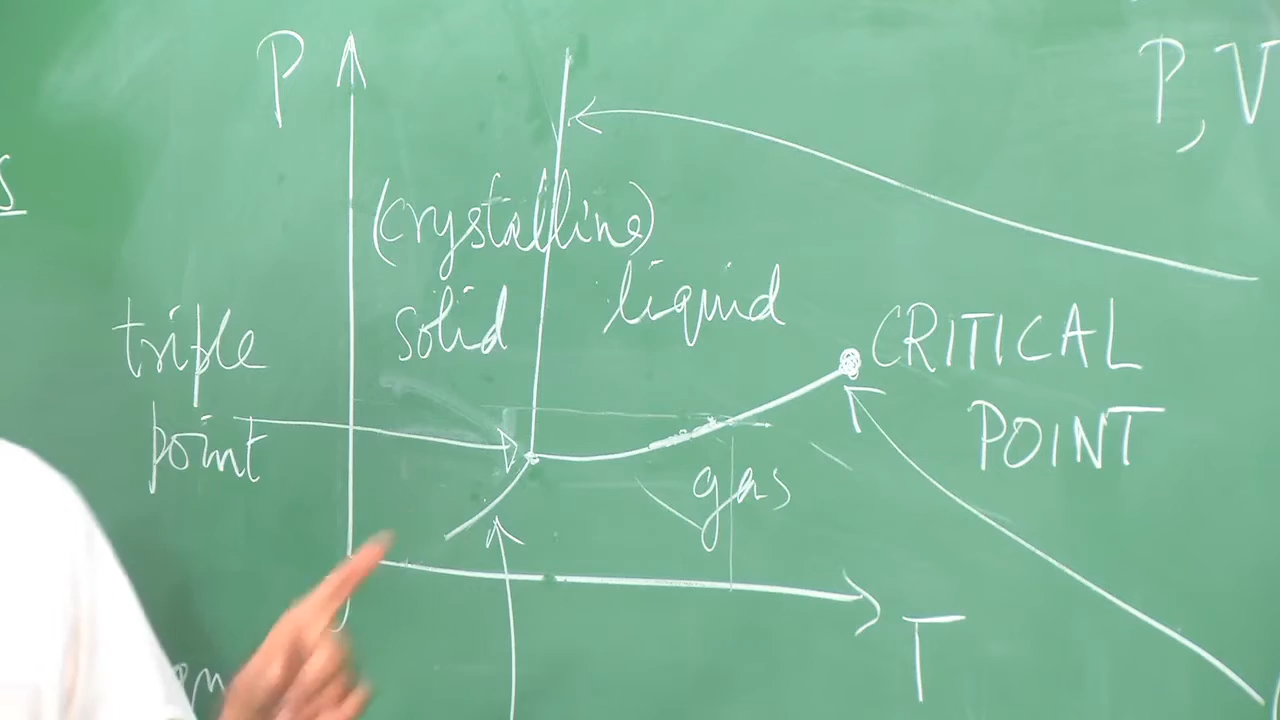 P
P, V
s
(crystalline)
solid
liquid
triple
point
CRITICAL
POINT
gas
T